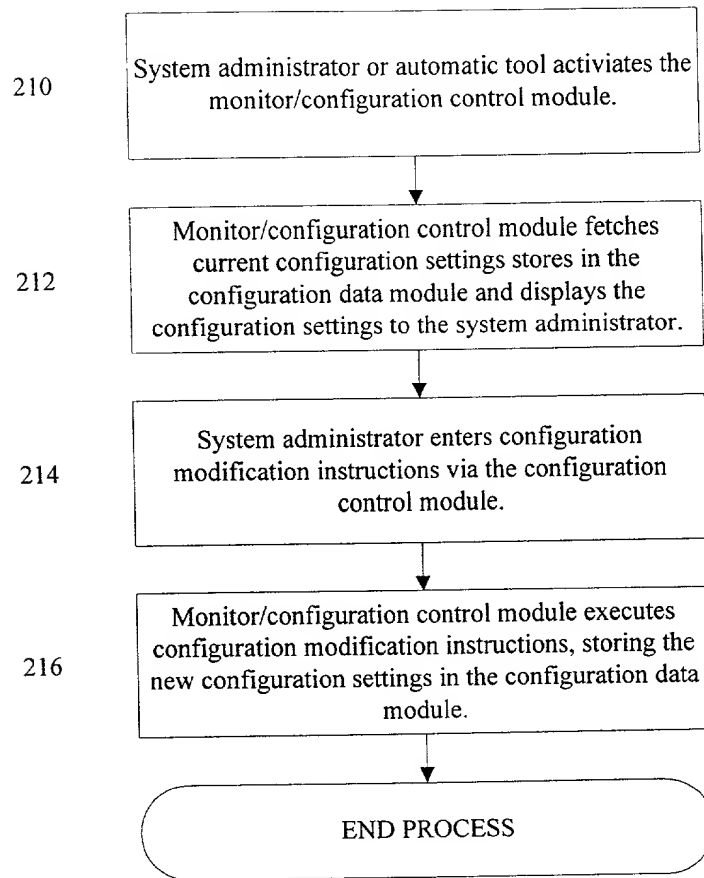 210
System administrator or automatic tool activiates the
monitor/configuration control module.
212
Monitor/configuration control module fetches
current configuration settings stores in the
configuration data module and displays the
configuration settings to the system administrator.
214
System administrator enters configuration
modification instructions via the configuration
control module.
216
Monitor/configuration control module executes
configuration modification instructions, storing the
new configuration settings in the configuration data
module.
END PROCESS